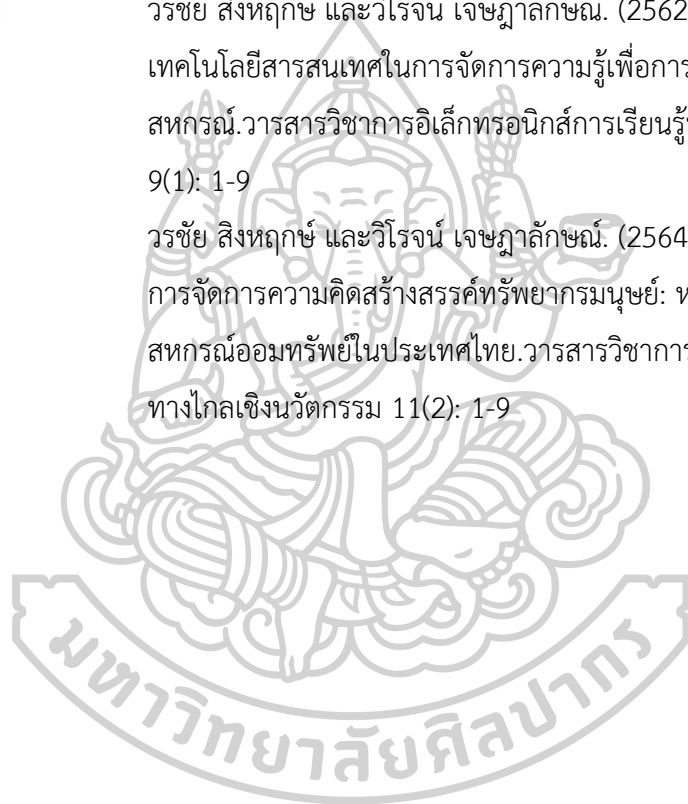 วรชัย สิงหฤกษ์ และวิโรจน์ เจษฎาลักษณ์. (2562
เทคโนโลยีสารสนเทศในการจัดการความรู้เพื่อการ
สหกรณ์.วารสารวิชาการอิเล็กทรอนิกส์การเรียนรู้
9(1): 1-9
วรชัย สิงหฤกษ์ และวิโรจน์ เจษฎาลักษณ์. (2564
การจัดการความคิดสร้างสรรค์ทรัพยากรมนุษย์: ห
สหกรณ์ออมทรัพย์ในประเทศไทย.วารสารวิชาการ
ทางไกลเชิงนวัตกรรม 11(2): 1-9
มหาวิทยาลัยศิลปากร